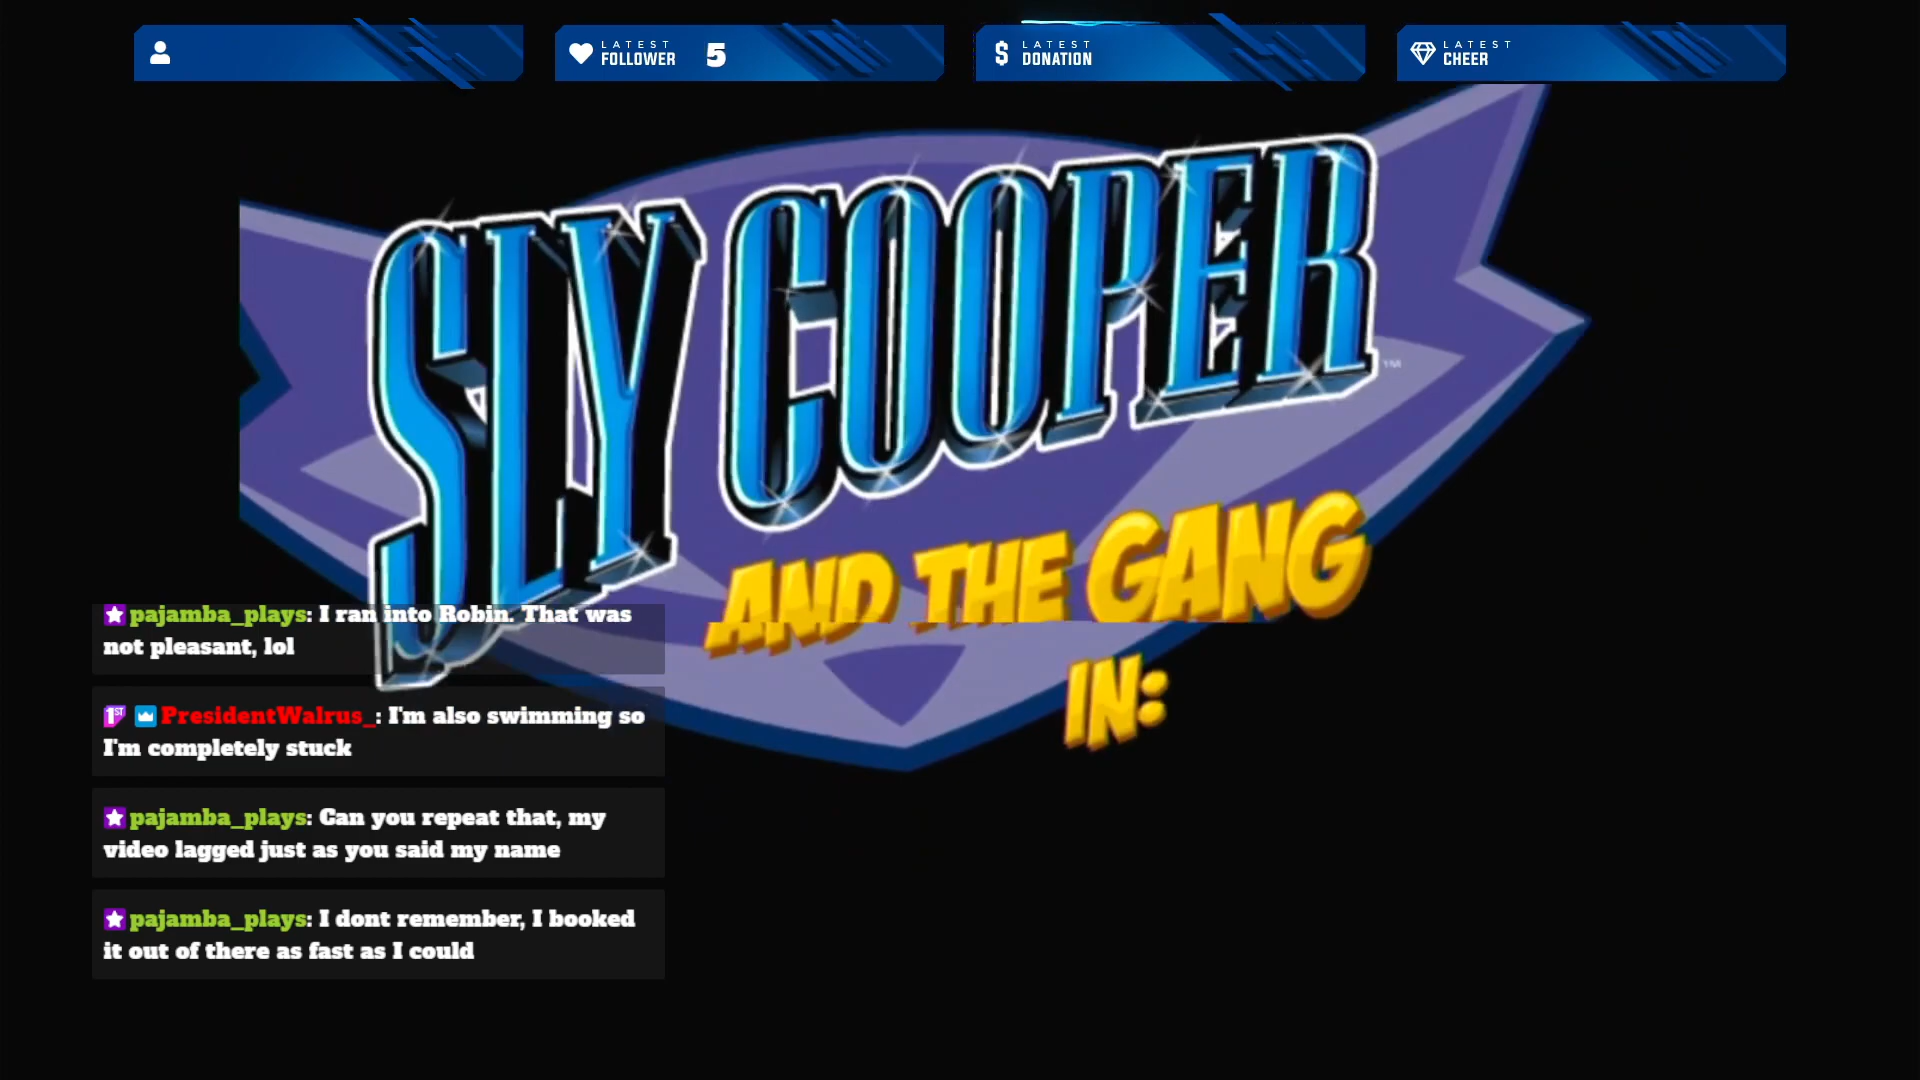 LATEST
FOLLOWER 5
LATEST
DONATION
LATEST
CHEER
SLY COOPER
TM
AND THE GANG
IN:
pajamba_plays: I ran into Robin. That was
not pleasant, lol
1ST PresidentWalrus_: I'm also swimming so
I'm completely stuck
pajamba_plays: Can you repeat that, my
video lagged just as you said my name
pajamba_plays: I dont remember, I booked
it out of there as fast as I could